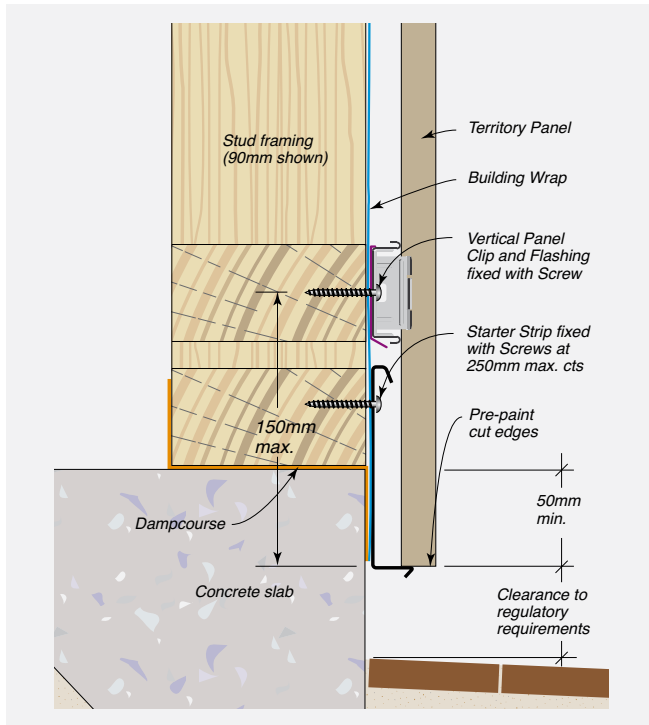 Stud framing
(90mm shown)
Territory Panel
Building Wrap
Vertical Panel
Clip and Flashing
fixed with Screw
Starter Strip fixed
with Screws at
250mm max. cts
150mm
max.
Pre-paint
cut edges
50mm
min.
Dampcourse
Concrete slab
Clearance to
regulatory
requirements